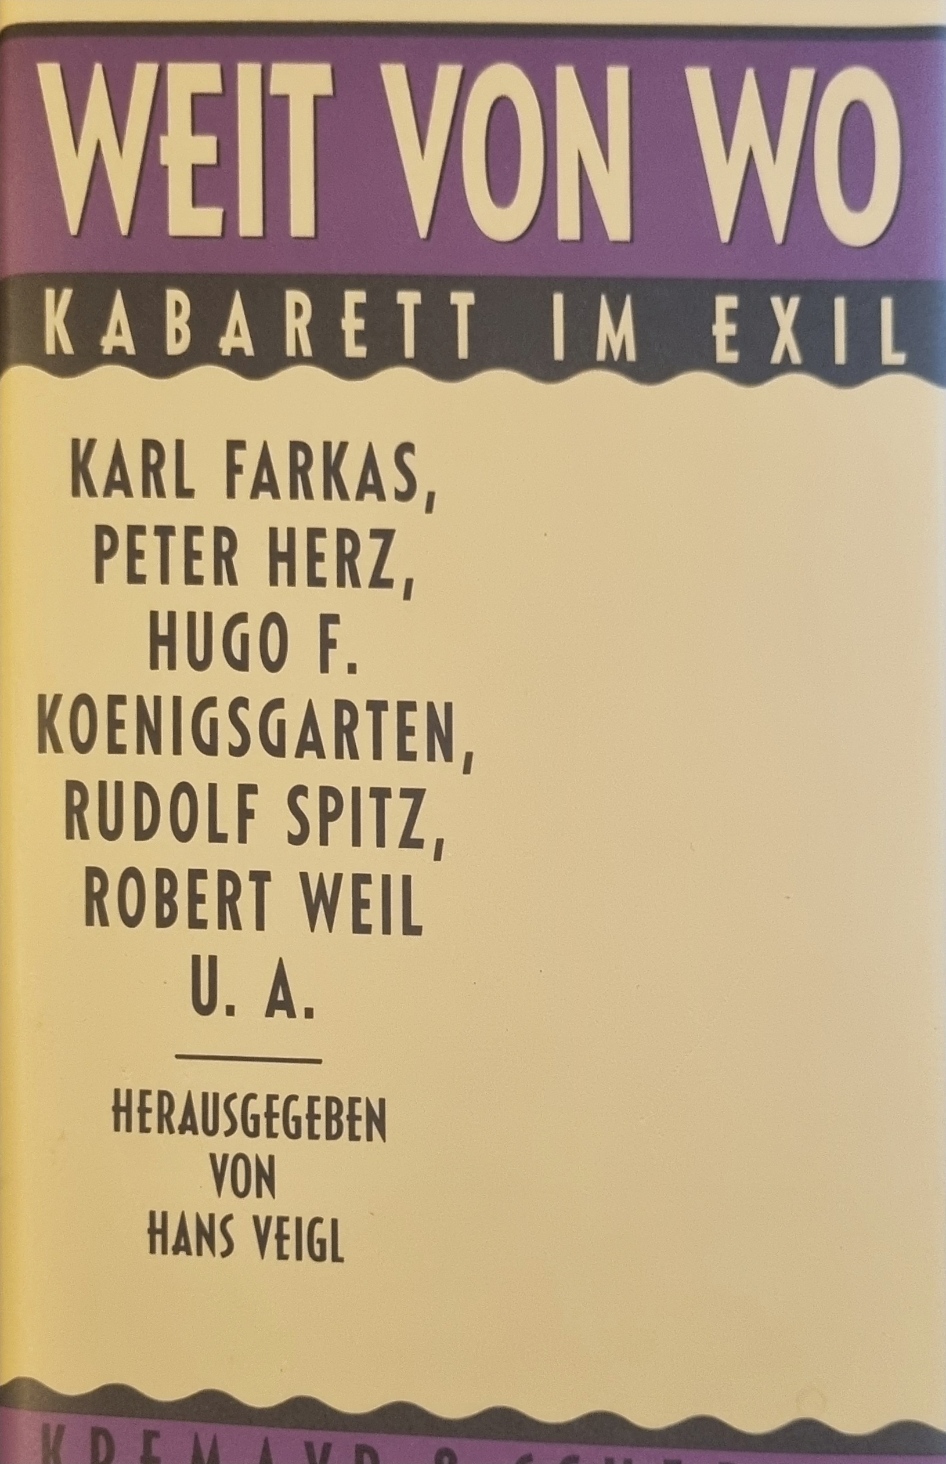 WEIT VON WO
KABARETT IM EXIL
KARL FARKAS,
PETER HERZ,
HUGO F.
KOENIGSGARTEN,
RUDOLF SPITZ,
ROBERT WEIL
U. A.
HERAUSGEGEBEN
VON
HANS VEIGL
KREMAYR &